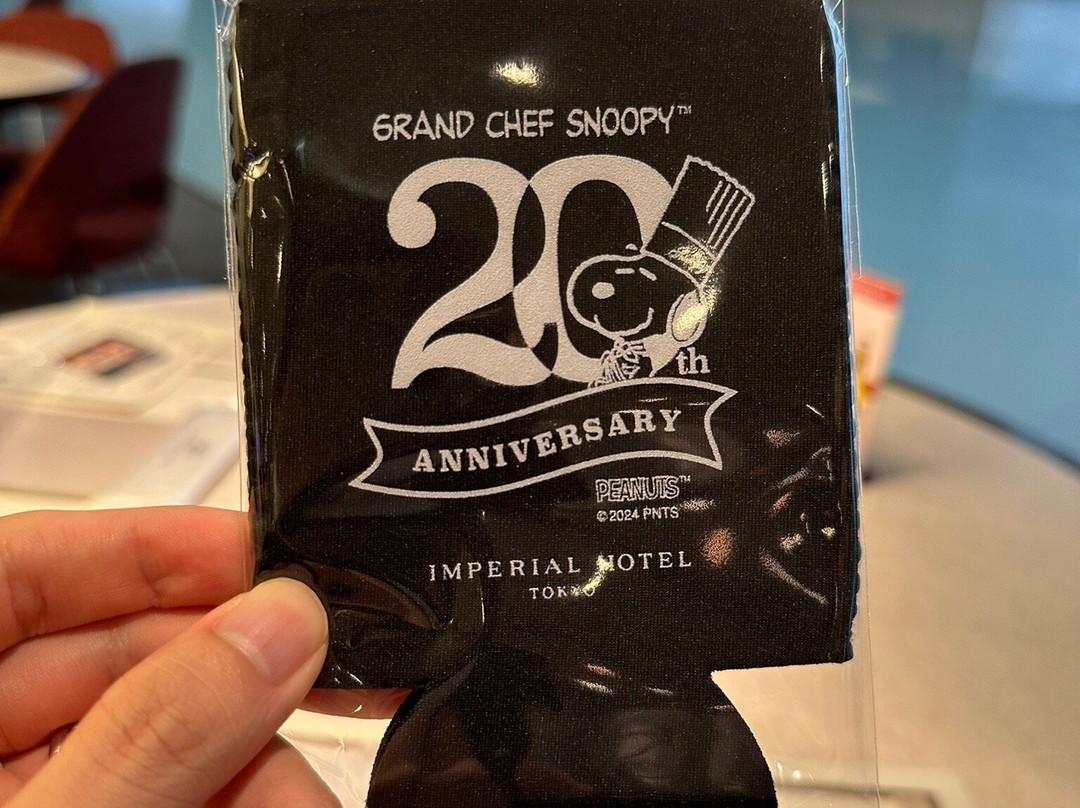 GRAND CHEF SNOOPY™
20th
ANNIVERSARY
PEANUTS™
©2024 PNTS
IMPERIAL HOTEL
TOKYO